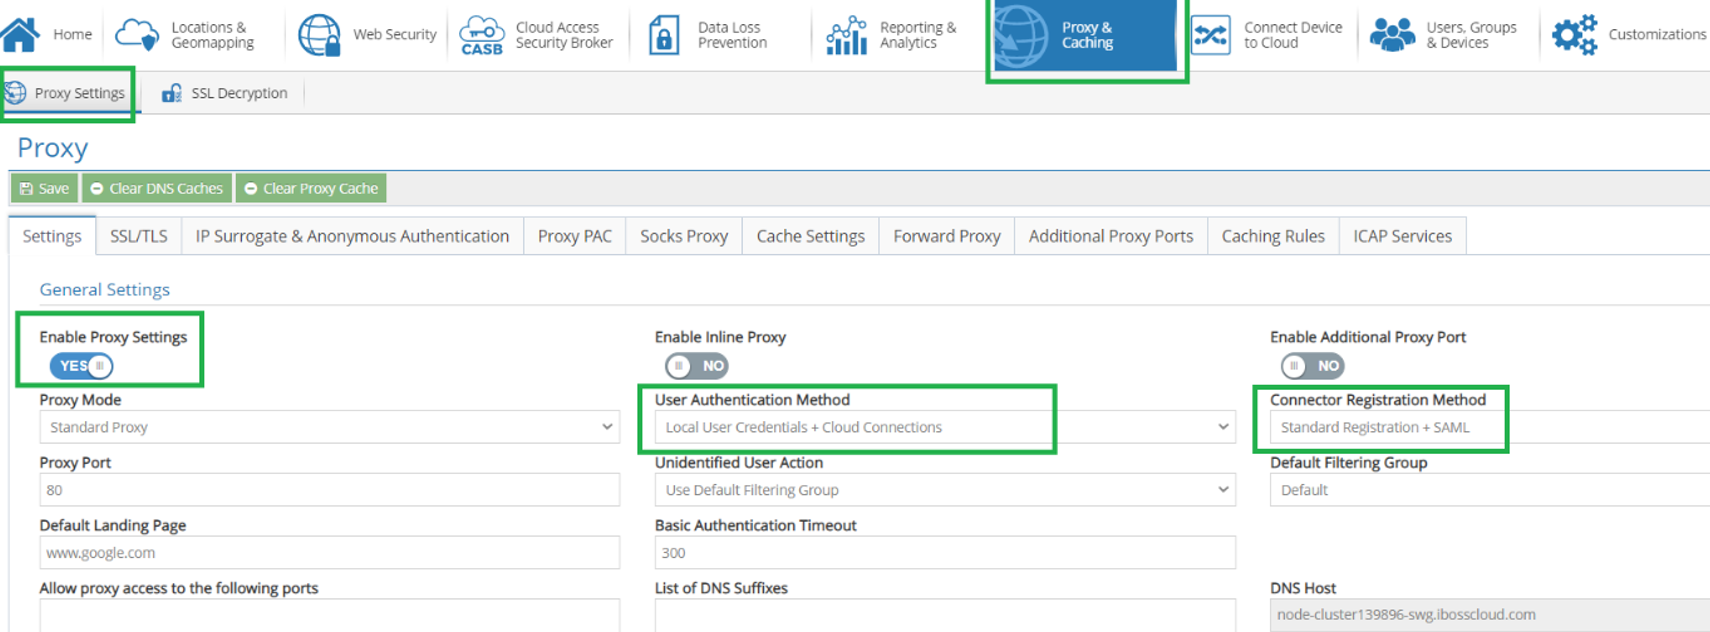 Home
Locations &
Geomapping
Web Security
CASB
Cloud Access
Security Broker
Data Loss
Prevention
Reporting &
Analytics
Proxy &
Caching
Connect Device
to Cloud
Users, Groups
& Devices
Customizations
Proxy Settings
SSL Decryption
Proxy
Save
Clear DNS Caches
Clear Proxy Cache
Settings
SSL/TLS
IP Surrogate & Anonymous Authentication
Proxy PAC
Socks Proxy
Cache Settings
Forward Proxy
Additional Proxy Ports
Caching Rules
ICAP Services
General Settings
Enable Proxy Settings
YES
Enable Inline Proxy
NO
Enable Additional Proxy Port
NO
Proxy Mode
Standard Proxy
User Authentication Method
Local User Credentials + Cloud Connections
Connector Registration Method
Standard Registration + SAML
Proxy Port
80
Unidentified User Action
Use Default Filtering Group
Default Filtering Group
Default
Default Landing Page
www.google.com
Basic Authentication Timeout
300
Allow proxy access to the following ports
List of DNS Suffixes
DNS Host
node-cluster139896-swg.ibosscloud.com